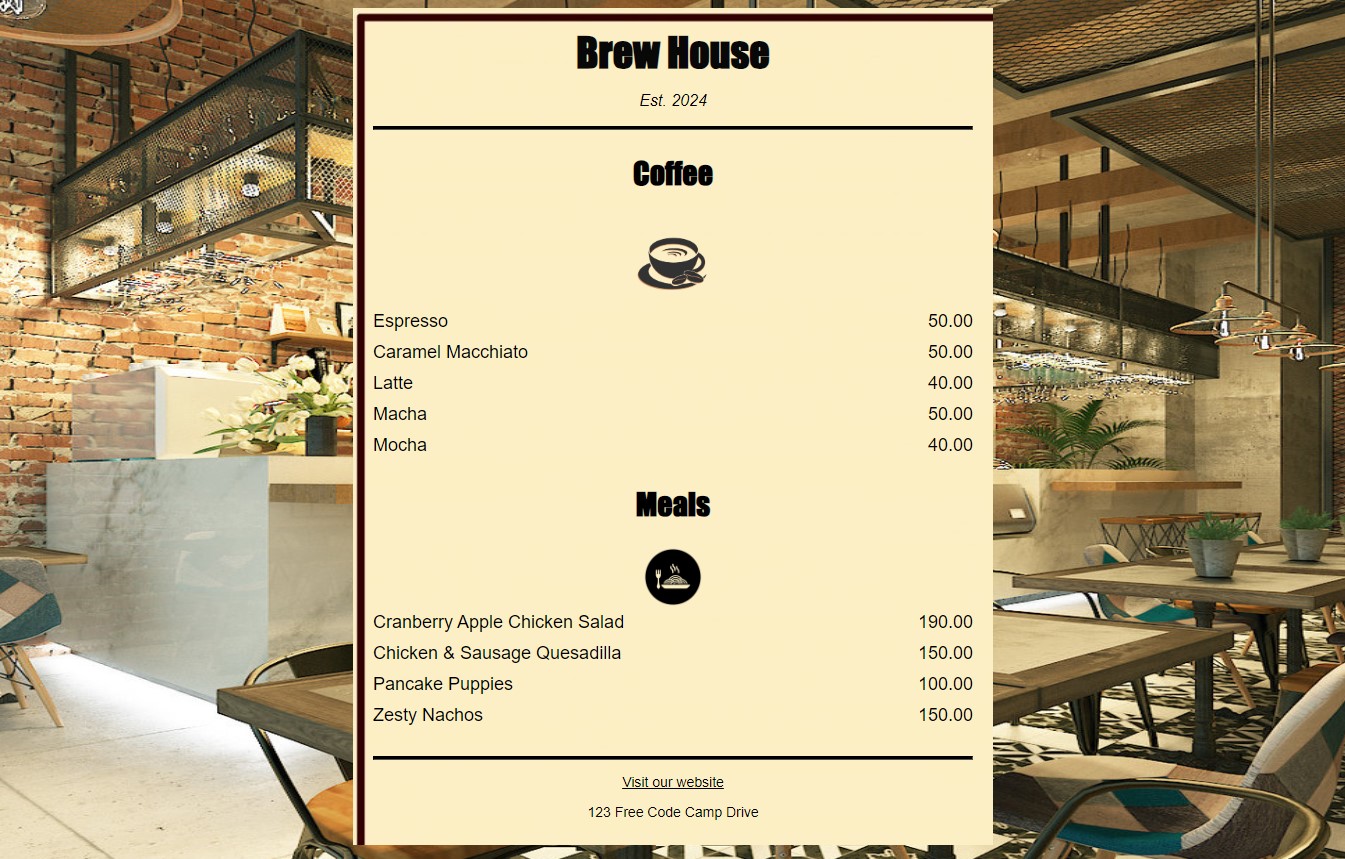 Brew House
Est. 2024
Coffee
Espresso 50.00
Caramel Macchiato 50.00
Latte 40.00
Macha 50.00
Mocha 40.00
Meals
Cranberry Apple Chicken Salad 190.00
Chicken & Sausage Quesadilla 150.00
Pancake Puppies 100.00
Zesty Nachos 150.00
Visit our website
123 Free Code Camp Drive